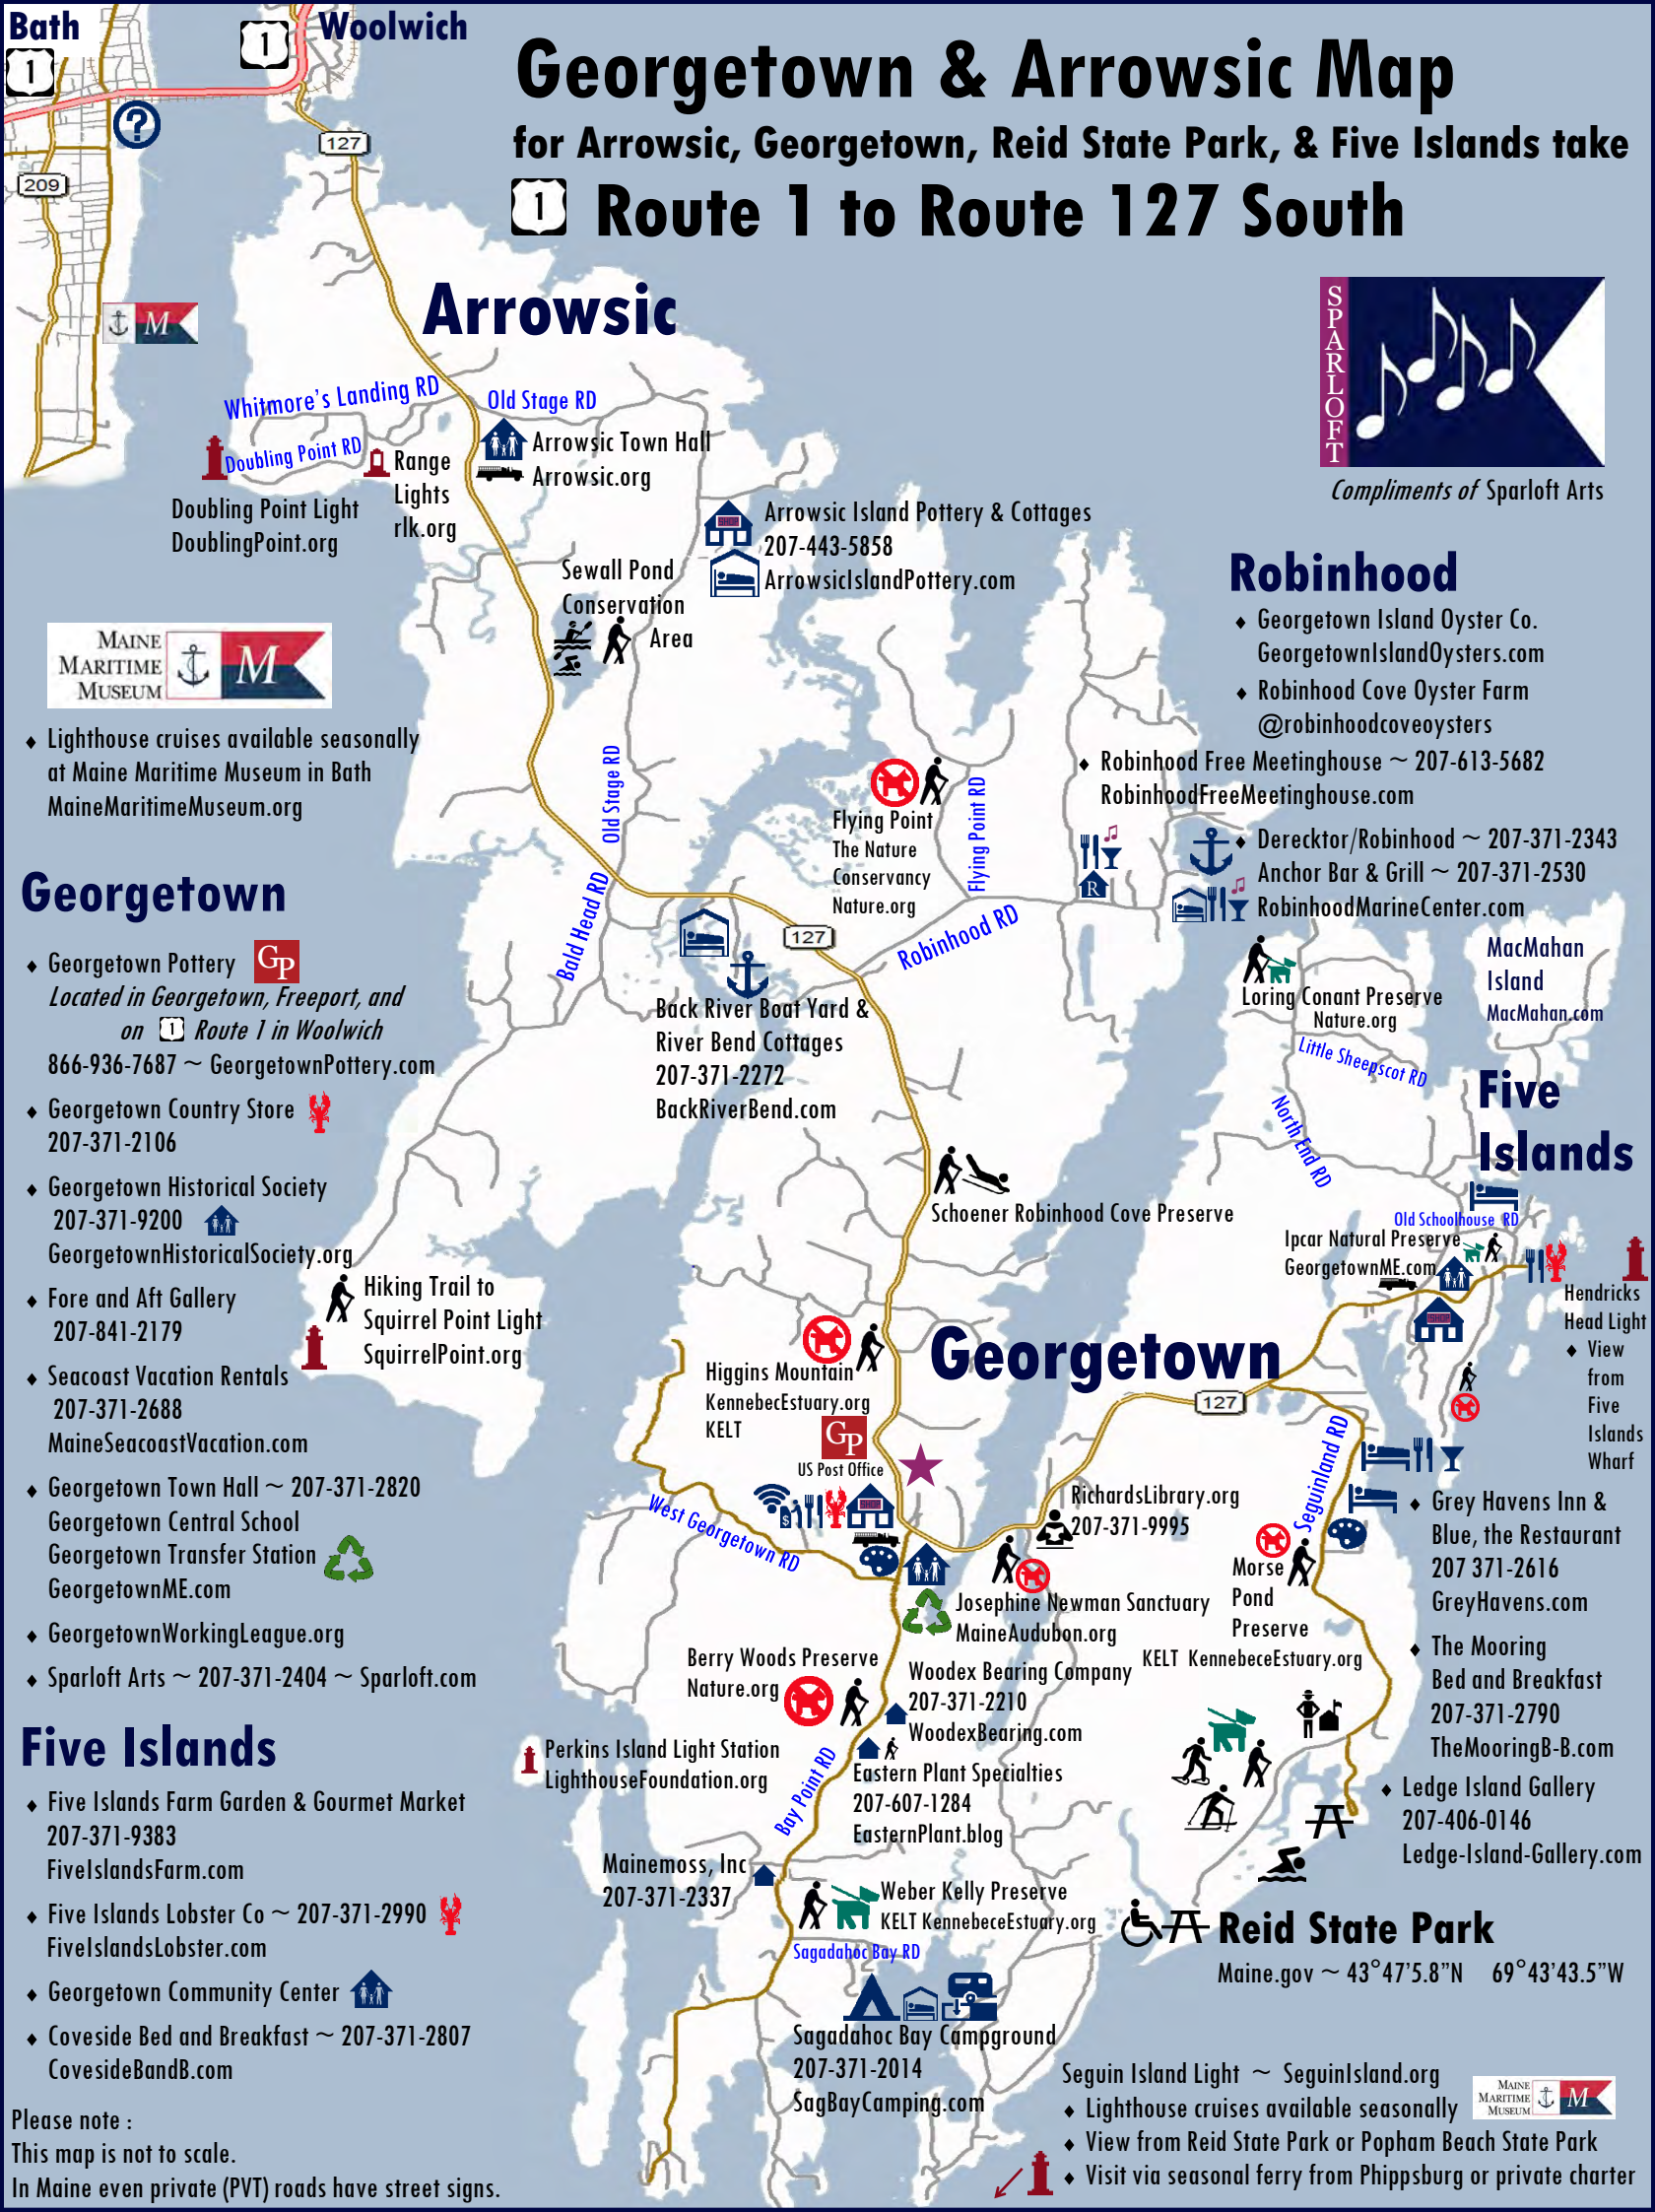 Bath
1
1
Woolwich
Georgetown & Arrowsic Map
for Arrowsic, Georgetown, Reid State Park, & Five Islands take
1 Route 1 to Route 127 South
?
127
209
M
Arrowsic
SPARLOFT
Compliments of Sparloft Arts
Whitmore's Landing RD
Old Stage RD
Doubling Point RD
Arrowsic Town Hall
Arrowsic.org
Range
Lights
rlk.org
Doubling Point Light
DoublingPoint.org
SHOP
Arrowsic Island Pottery & Cottages
207-443-5858
ArrowsicIslandPottery.com
Sewall Pond
Conservation
Area
MAINE
MARITIME
MUSEUM
M
♦ Lighthouse cruises available seasonally
at Maine Maritime Museum in Bath
MaineMaritimeMuseum.org
Robinhood
♦ Georgetown Island Oyster Co.
GeorgetownIslandOysters.com
♦ Robinhood Cove Oyster Farm
@robinhoodcoveoysters
♦ Robinhood Free Meetinghouse ~ 207-613-5682
RobinhoodFreeMeetinghouse.com
♦ Derecktor/Robinhood ~ 207-371-2343
Anchor Bar & Grill ~ 207-371-2530
RobinhoodMarineCenter.com
R
Old Stage RD
Flying Point
The Nature
Conservancy
Nature.org
Flying Point RD
Bald Head RD
127
Robinhood RD
Back River Boat Yard &
River Bend Cottages
207-371-2272
BackRiverBend.com
Loring Conant Preserve
Nature.org
MacMahan
Island
MacMahan.com
Little Sheepscot RD
North End RD
Five
Islands
Old Schoolhouse RD
Ipcar Natural Preserve
GeorgetownME.com
SHOP
Hendricks
Head Light
♦ View
from
Five
Islands
Wharf
Schoener Robinhood Cove Preserve
Georgetown
♦ Georgetown Pottery GP
Located in Georgetown, Freeport, and
on 1 Route 1 in Woolwich
866-936-7687 ~ GeorgetownPottery.com
♦ Georgetown Country Store
207-371-2106
♦ Georgetown Historical Society
207-371-9200
GeorgetownHistoricalSociety.org
♦ Fore and Aft Gallery
207-841-2179
♦ Seacoast Vacation Rentals
207-371-2688
MaineSeacoastVacation.com
♦ Georgetown Town Hall ~ 207-371-2820
Georgetown Central School
Georgetown Transfer Station
GeorgetownME.com
♦ GeorgetownWorkingLeague.org
♦ Sparloft Arts ~ 207-371-2404 ~ Sparloft.com
Hiking Trail to
Squirrel Point Light
SquirrelPoint.org
Georgetown
Higgins Mountain
KennebecEstuary.org
KELT
GP
US Post Office
$
SHOP
West Georgetown RD
127
Seguinland RD
RichardsLibrary.org
207-371-9995
Josephine Newman Sanctuary
MaineAudubon.org
Morse
Pond
Preserve
KELT KennebeceEstuary.org
♦ Grey Havens Inn &
Blue, the Restaurant
207 371-2616
GreyHavens.com
♦ The Mooring
Bed and Breakfast
207-371-2790
TheMooringB-B.com
♦ Ledge Island Gallery
207-406-0146
Ledge-Island-Gallery.com
Berry Woods Preserve
Nature.org
Woodex Bearing Company
207-371-2210
WoodexBearing.com
Perkins Island Light Station
LighthouseFoundation.org
Bay Point RD
Eastern Plant Specialties
207-607-1284
EasternPlant.blog
Mainemoss, Inc
207-371-2337
Weber Kelly Preserve
KELT KennebeceEstuary.org
Sagadahoc Bay RD
Sagadahoc Bay Campground
207-371-2014
SagBayCamping.com
Reid State Park
Maine.gov ~ 43°47'5.8"N 69°43'43.5"W
Five Islands
♦ Five Islands Farm Garden & Gourmet Market
207-371-9383
FiveIslandsFarm.com
♦ Five Islands Lobster Co ~ 207-371-2990
FiveIslandsLobster.com
♦ Georgetown Community Center
♦ Coveside Bed and Breakfast ~ 207-371-2807
CovesideBandB.com
Please note :
This map is not to scale.
In Maine even private (PVT) roads have street signs.
Seguin Island Light ~ SeguinIsland.org
♦ Lighthouse cruises available seasonally
♦ View from Reid State Park or Popham Beach State Park
♦ Visit via seasonal ferry from Phippsburg or private charter
MAINE
MARITIME
MUSEUM
M